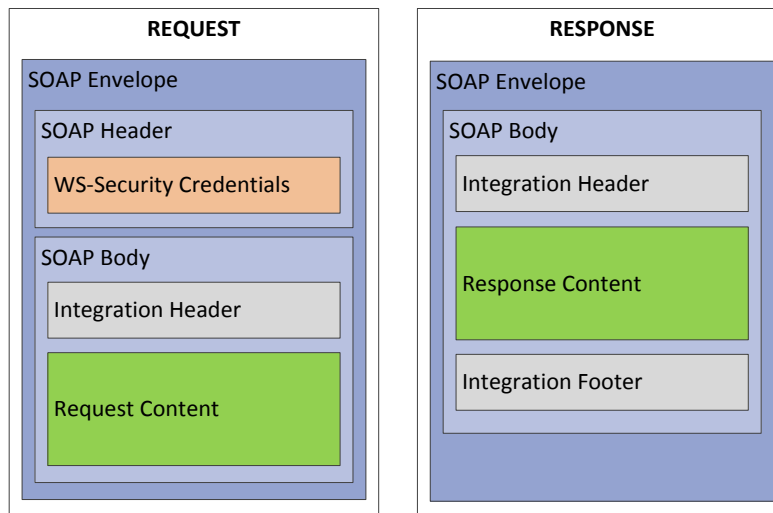 REQUEST
SOAP Envelope
SOAP Header
WS-Security Credentials
SOAP Body
Integration Header
Request Content
RESPONSE
SOAP Envelope
SOAP Body
Integration Header
Response Content
Integration Footer